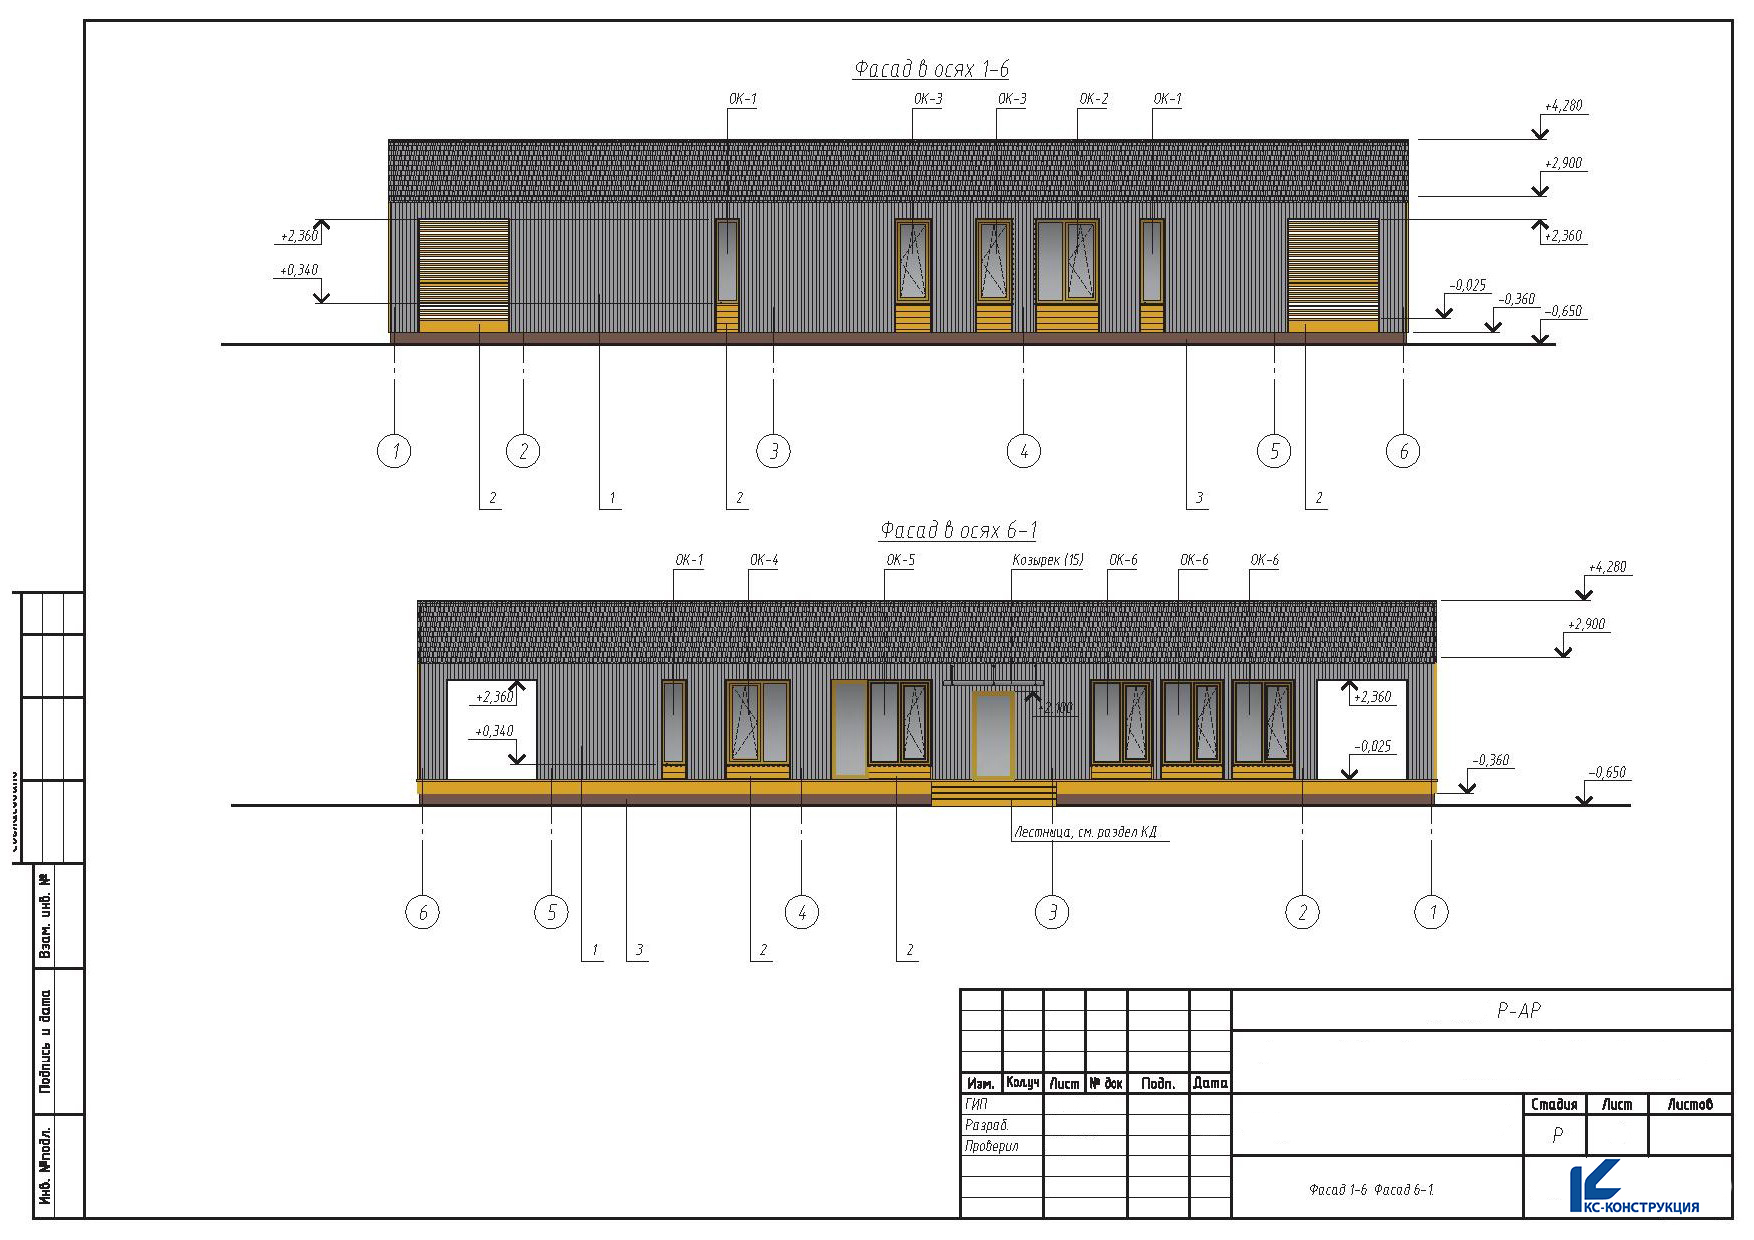 Фасад в осях 1-6
ОК-1 ОК-3 ОК-3 ОК-2 ОК-1
+4,280
+2,900
+2,360
+0,340
+2,360
-0,025
-0,360
-0,650
1 2 3 4 5 6
2 1 2 3 2
Фасад в осях 6-1
ОК-1 ОК-4 ОК-5 Козырек (15) ОК-6 ОК-6 ОК-6
+4,280
+2,900
+2,360
+0,340
+2,100
+2,360
-0,025
-0,360
-0,650
Лестница, см. раздел КД
6 5 4 3 2 1
1 3 2 2
Взам. инв. №
Подпись и дата
Инв. №подл.
Р-АР
Изм. Кол.уч Лист № док Подп. Дата
ГИП
Разраб.
Проверил
Стадия Лист Листов
Р
Фасад 1-6 Фасад 6-1.
КС-КОНСТРУКЦИЯ